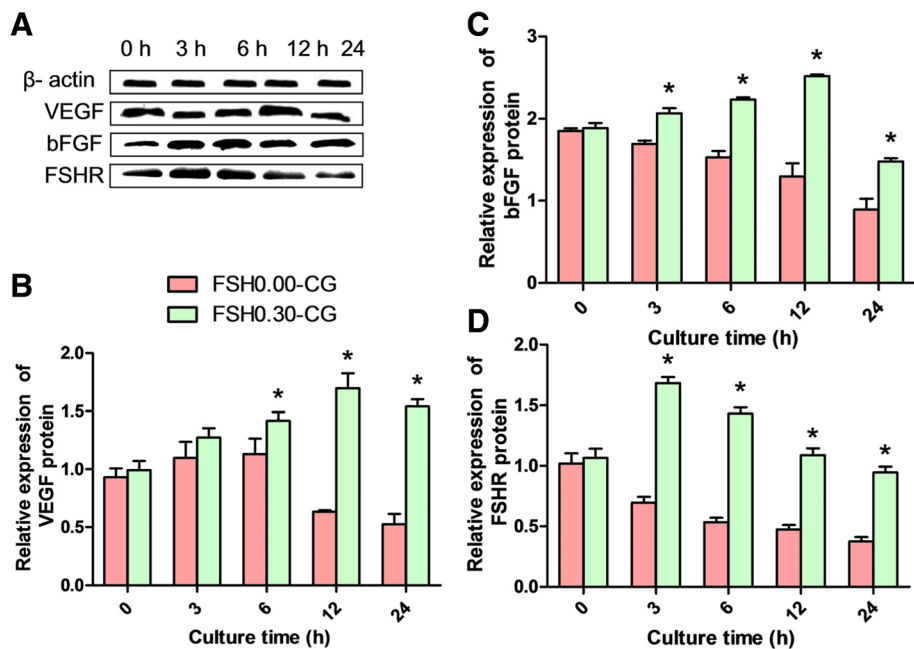 A
0 h 3 h 6 h 12 h 24
β- actin
VEGF
bFGF
FSHR
B
FSH0.00-CG
FSH0.30-CG
Relative expression of
VEGF protein
2.0
1.5
1.0
0.5
0.0
*
*
*
0 3 6 12 24
Culture time (h)
C
Relative expression of
bFGF protein
3
2
1
0
*
*
*
*
0 3 6 12 24
Culture time (h)
D
Relative expression of
FSHR protein
2.0
1.5
1.0
0.5
0.0
*
*
*
*
0 3 6 12 24
Culture time (h)